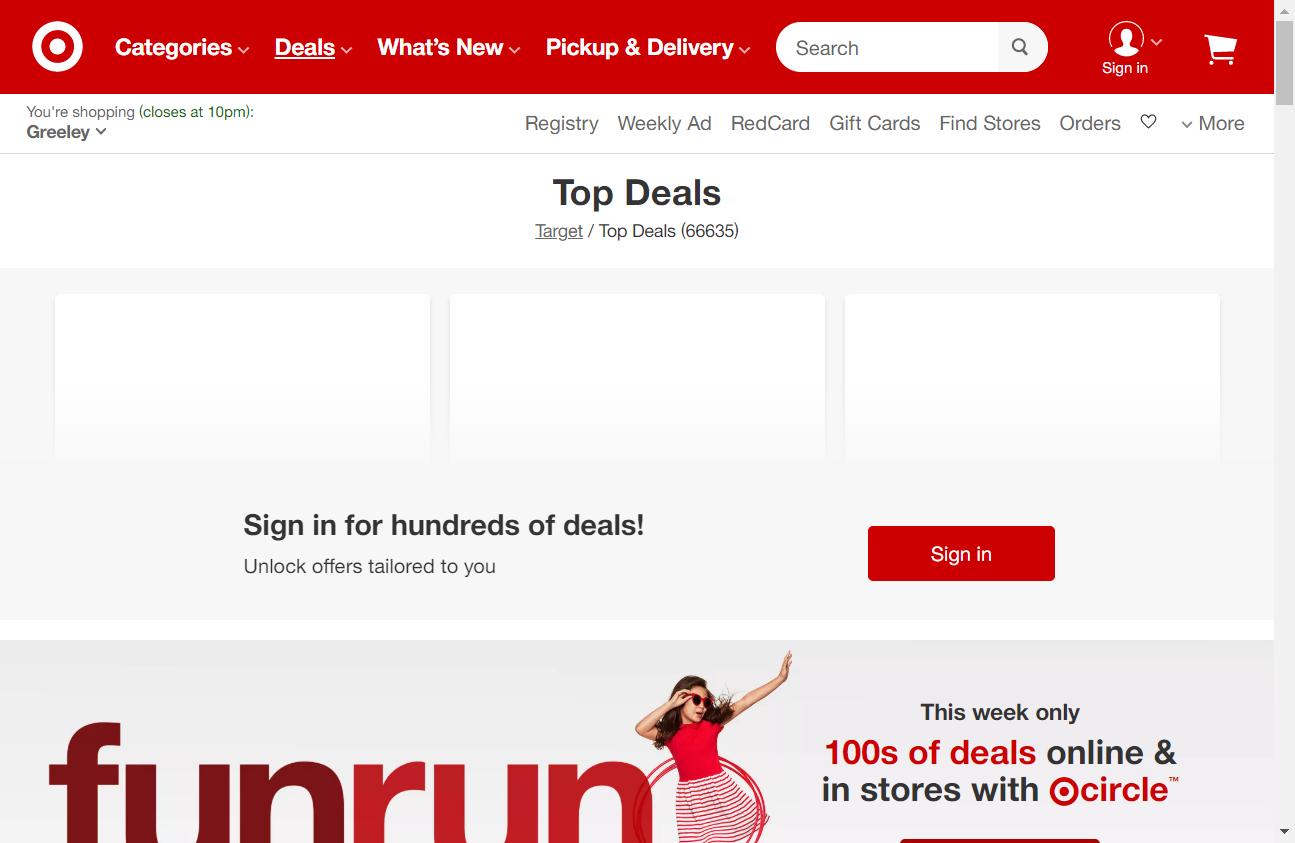 Categories
Deals
What's New
Pickup & Delivery
Search
Sign in
You're shopping (closes at 10pm):
Greeley
Registry
Weekly Ad
RedCard
Gift Cards
Find Stores
Orders
More
Top Deals
Target / Top Deals (66635)
Sign in for hundreds of deals!
Unlock offers tailored to you
Sign in
funrun
This week only
100s of deals online &
in stores with circle™